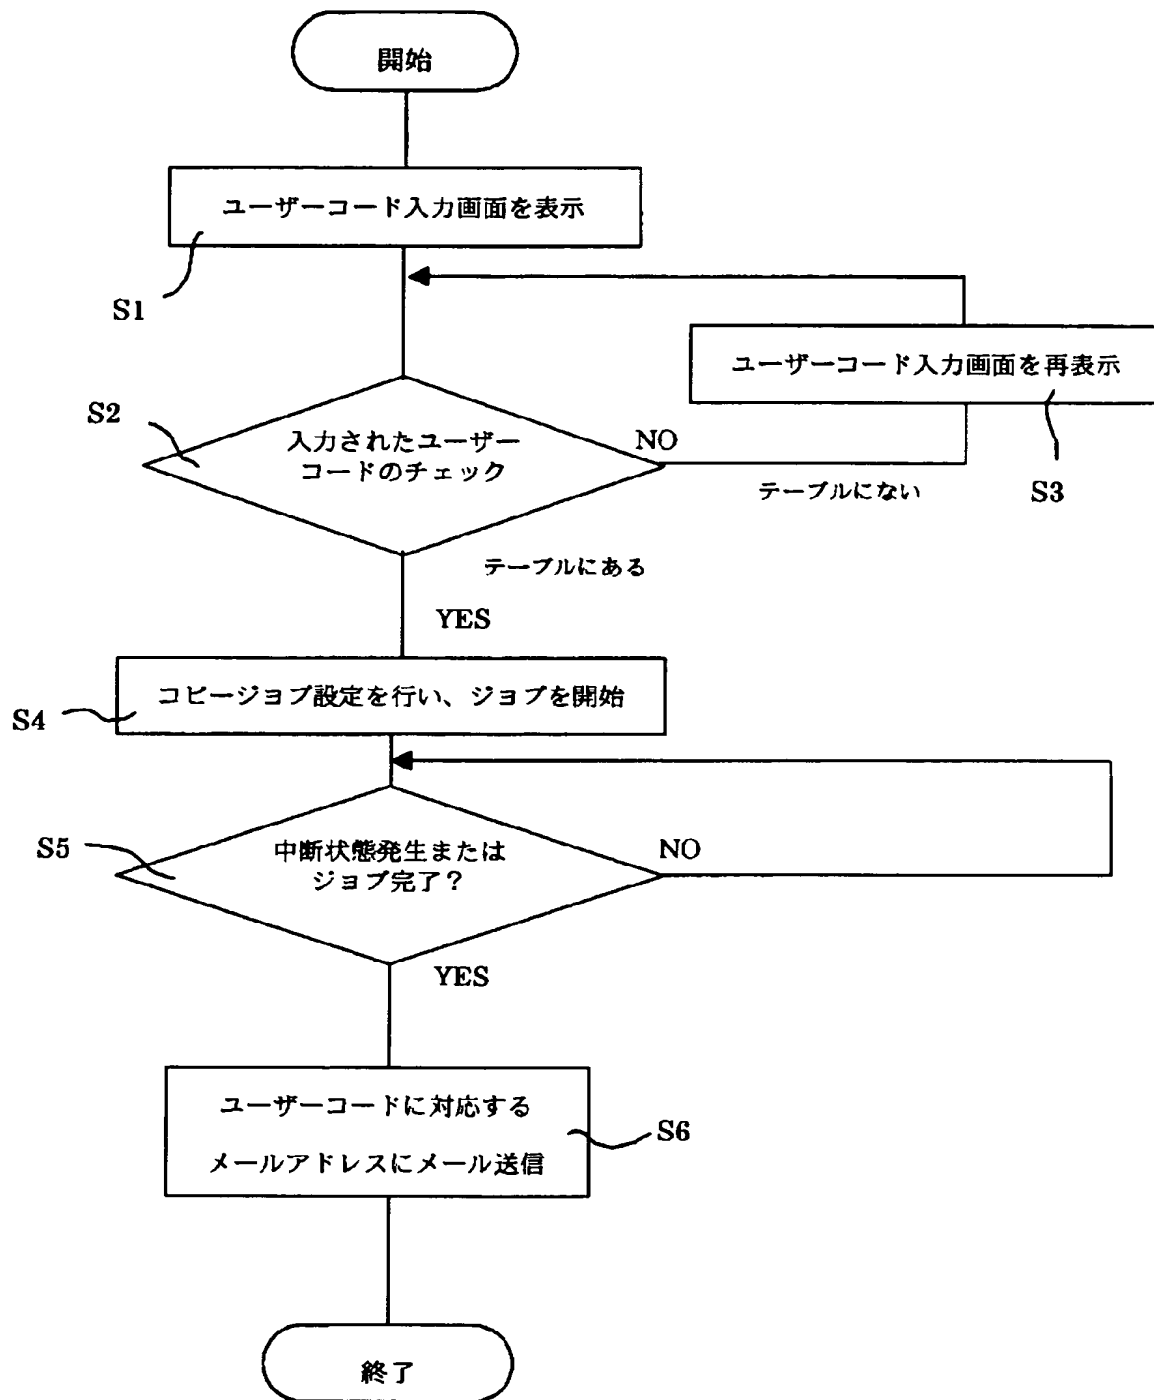 開始
ユーザーコード入力画面を表示
S1
ユーザーコード入力画面を再表示
S2
入力されたユーザー
コードのチェック
NO
テーブルにない
S3
テーブルにある
YES
コピージョブ設定を行い、ジョブを開始
S4
S5
中断状態発生または
ジョブ完了？
NO
YES
ユーザーコードに対応する
メールアドレスにメール送信
S6
終了